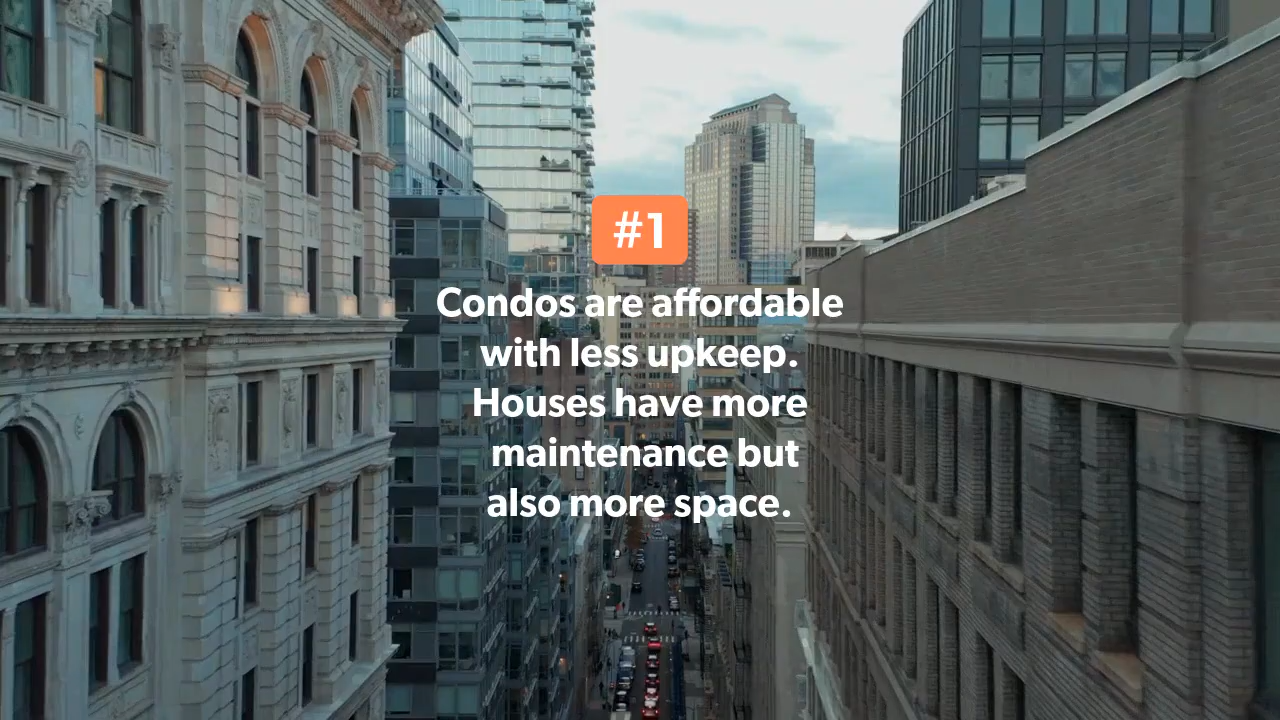 #1
Condos are affordable
with less upkeep.
Houses have more
maintenance but
also more space.